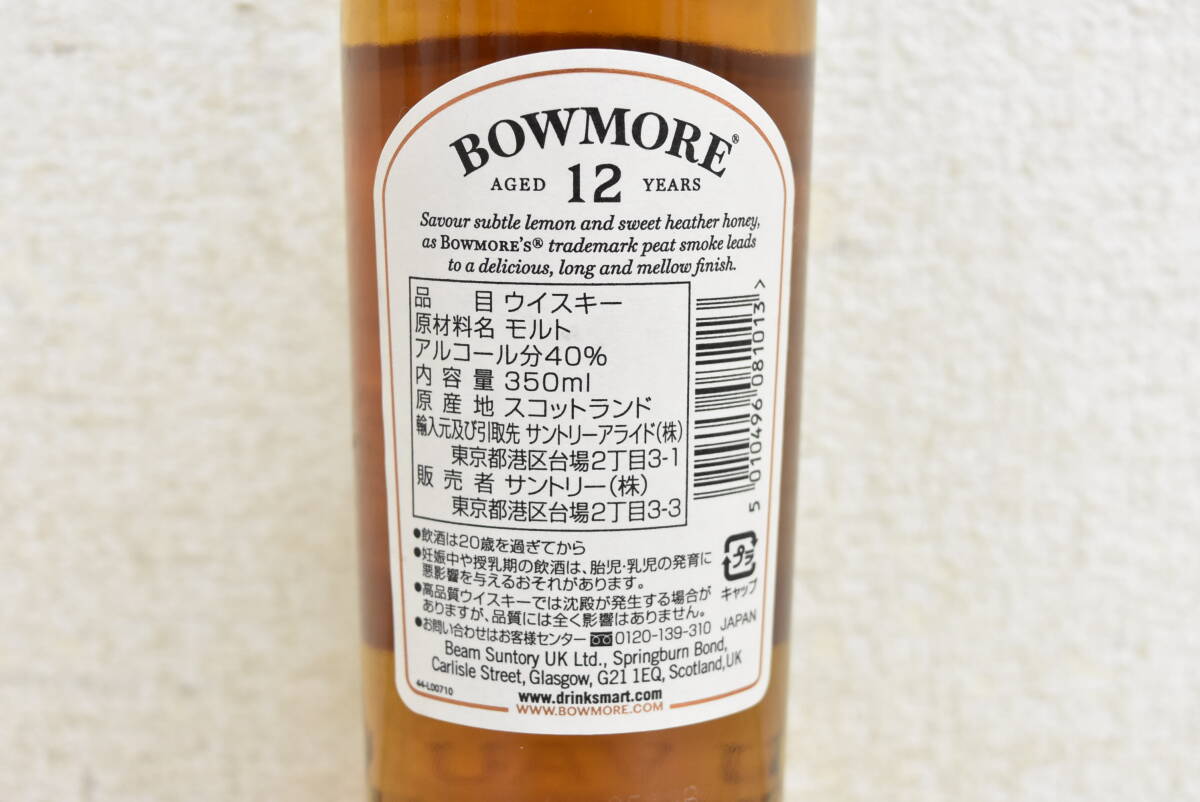 BOWMORE®
AGED 12 YEARS
Savour subtle lemon and sweet heather honey,
as BOWMORE'S® trademark peat smoke leads
to a delicious, long and mellow finish.
品目 ウイスキー
原材料名 モルト
アルコール分40%
内容量 350ml
原産地 スコットランド
輸入元及び引取先 サントリーアライド(株)
東京都港区台場2丁目3-1
販売者 サントリー(株)
東京都港区台場2丁目3-3
5 010496 081013 >
●飲酒は20歳を過ぎてから
●妊娠中や授乳期の飲酒は、胎児・乳児の発育に
悪影響を与えるおそれがあります。
●高品質ウイスキーでは沈殿が発生する場合が
ありますが、品質には全く影響はありません。
●お問い合わせはお客様センター 0120-139-310
プラ
キャップ
JAPAN
Beam Suntory UK Ltd., Springburn Bond,
Carlisle Street, Glasgow, G21 1EQ, Scotland,UK
44-L00710
www.drinksmart.com
WWW.BOWMORE.COM